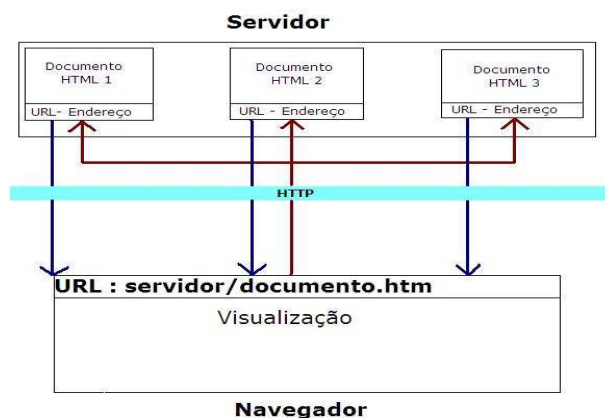 Servidor
Documento
HTML 1
URL- Endereço
Documento
HTML 2
URL - Endereço
Documento
HTML 3
URL - Endereço
HTTP
URL : servidor/documento.htm
Visualização
Navegador